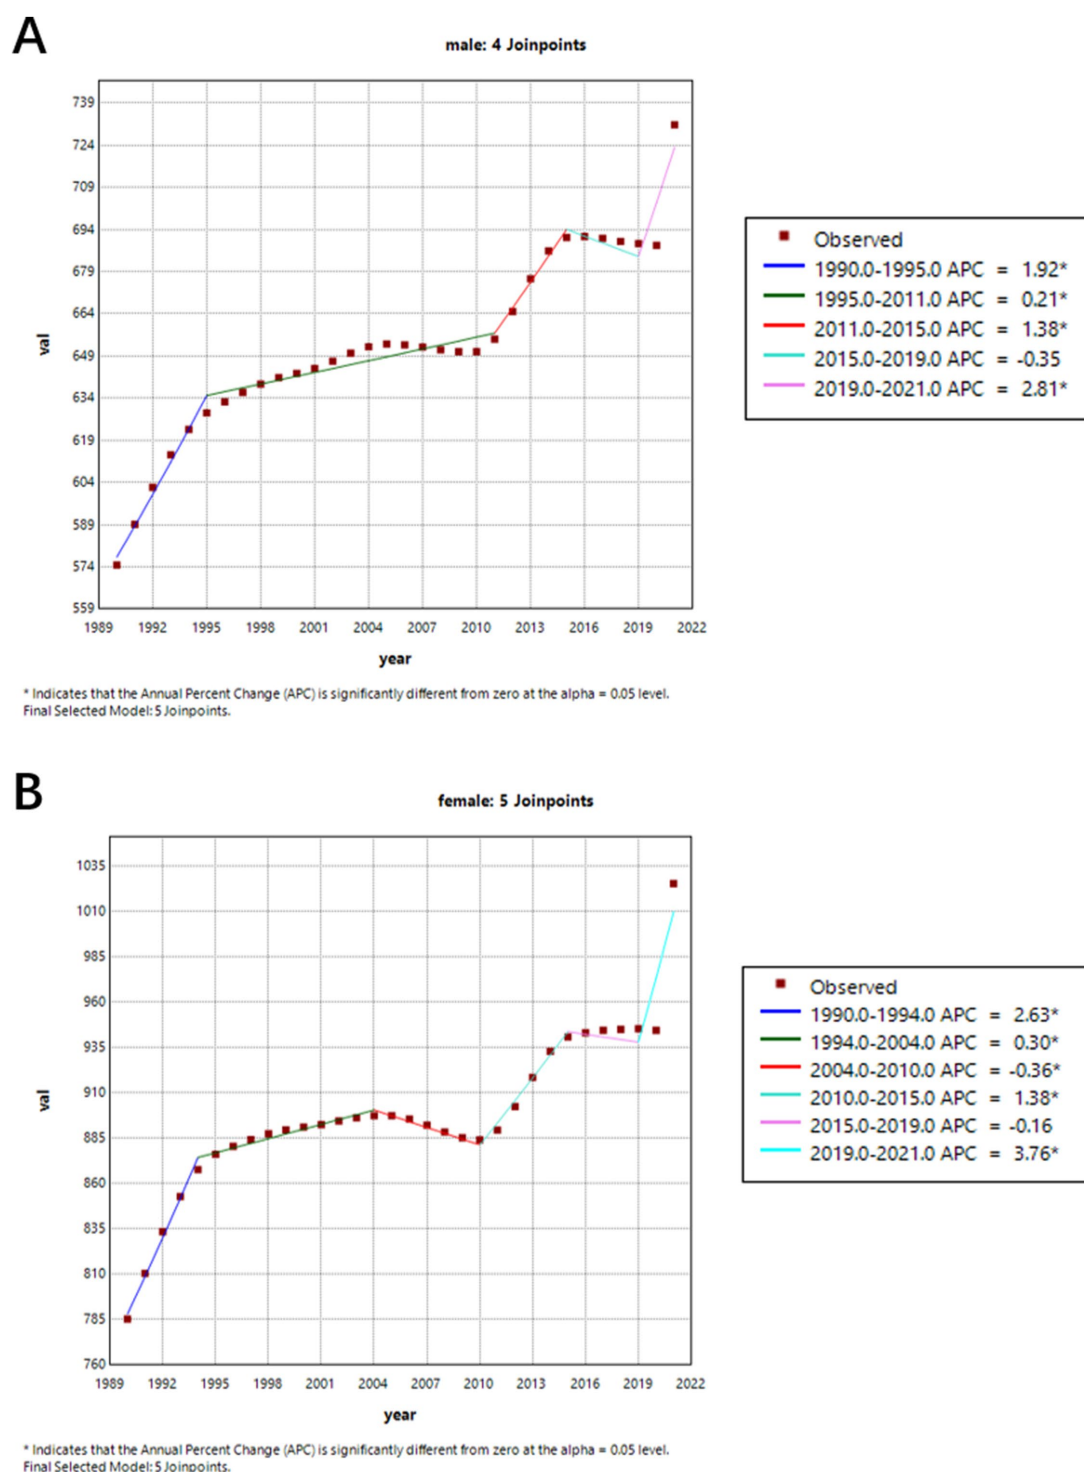 A
male: 4 Joinpoints
739
724
709
694
679
664
649
634
619
604
589
574
559
val
1989 1992 1995 1998 2001 2004 2007 2010 2013 2016 2019 2022
year
Observed
1990.0-1995.0 APC = 1.92*
1995.0-2011.0 APC = 0.21*
2011.0-2015.0 APC = 1.38*
2015.0-2019.0 APC = -0.35
2019.0-2021.0 APC = 2.81*
* Indicates that the Annual Percent Change (APC) is significantly different from zero at the alpha = 0.05 level.
Final Selected Model: 5 Joinpoints.
B
female: 5 Joinpoints
1035
1010
985
960
935
910
885
860
835
810
785
760
val
1989 1992 1995 1998 2001 2004 2007 2010 2013 2016 2019 2022
year
Observed
1990.0-1994.0 APC = 2.63*
1994.0-2004.0 APC = 0.30*
2004.0-2010.0 APC = -0.36*
2010.0-2015.0 APC = 1.38*
2015.0-2019.0 APC = -0.16
2019.0-2021.0 APC = 3.76*
* Indicates that the Annual Percent Change (APC) is significantly different from zero at the alpha = 0.05 level.
Final Selected Model: 5 Joinpoints.